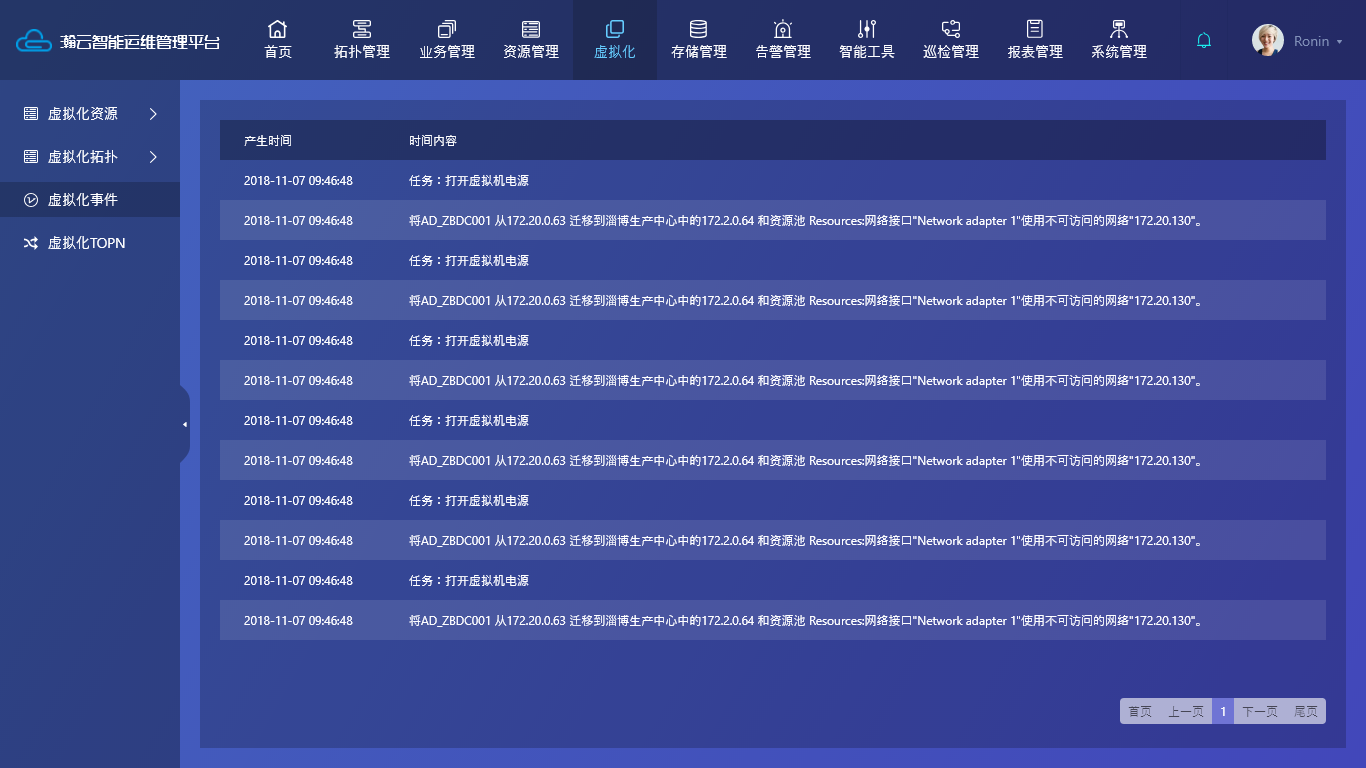 瀚云智能运维管理平台
首页 拓扑管理 业务管理 资源管理 虚拟化 存储管理 告警管理 智能工具 巡检管理 报表管理 系统管理 Ronin
虚拟化资源
虚拟化拓扑
虚拟化事件
虚拟化TOPN
产生时间 时间内容
2018-11-07 09:46:48 任务：打开虚拟机电源
2018-11-07 09:46:48 将AD_ZBDC001 从172.20.0.63 迁移到淄博生产中心中的172.2.0.64 和资源池 Resources:网络接口"Network adapter 1"使用不可访问的网络"172.20.130"。
2018-11-07 09:46:48 任务：打开虚拟机电源
2018-11-07 09:46:48 将AD_ZBDC001 从172.20.0.63 迁移到淄博生产中心中的172.2.0.64 和资源池 Resources:网络接口"Network adapter 1"使用不可访问的网络"172.20.130"。
2018-11-07 09:46:48 任务：打开虚拟机电源
2018-11-07 09:46:48 将AD_ZBDC001 从172.20.0.63 迁移到淄博生产中心中的172.2.0.64 和资源池 Resources:网络接口"Network adapter 1"使用不可访问的网络"172.20.130"。
2018-11-07 09:46:48 任务：打开虚拟机电源
2018-11-07 09:46:48 将AD_ZBDC001 从172.20.0.63 迁移到淄博生产中心中的172.2.0.64 和资源池 Resources:网络接口"Network adapter 1"使用不可访问的网络"172.20.130"。
2018-11-07 09:46:48 任务：打开虚拟机电源
2018-11-07 09:46:48 将AD_ZBDC001 从172.20.0.63 迁移到淄博生产中心中的172.2.0.64 和资源池 Resources:网络接口"Network adapter 1"使用不可访问的网络"172.20.130"。
2018-11-07 09:46:48 任务：打开虚拟机电源
2018-11-07 09:46:48 将AD_ZBDC001 从172.20.0.63 迁移到淄博生产中心中的172.2.0.64 和资源池 Resources:网络接口"Network adapter 1"使用不可访问的网络"172.20.130"。
首页 上一页 1 下一页 尾页